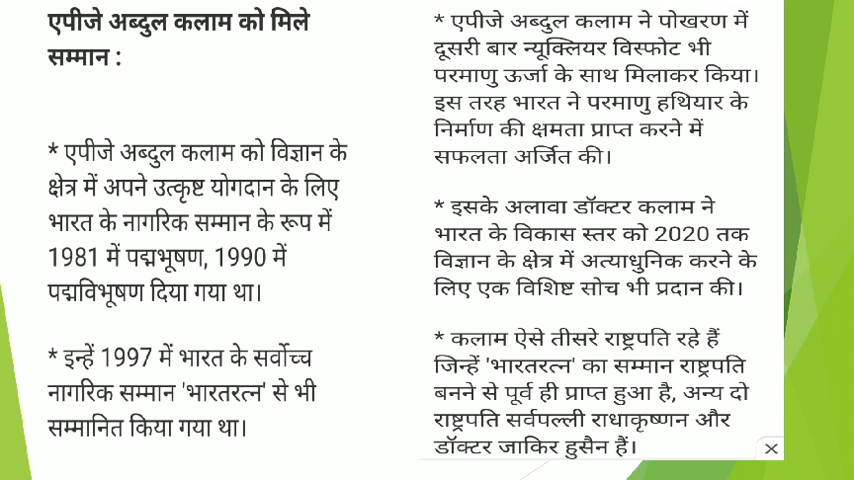 एपीजे अब्दुल कलाम को मिले
सम्मान :
* एपीजे अब्दुल कलाम को विज्ञान के
क्षेत्र में अपने उत्कृष्ट योगदान के लिए
भारत के नागरिक सम्मान के रूप में
1981 में पद्मभूषण, 1990 में
पद्मविभूषण दिया गया था।
* इन्हें 1997 में भारत के सर्वोच्च
नागरिक सम्मान 'भारतरत्न' से भी
सम्मानित किया गया था।
* एपीजे अब्दुल कलाम ने पोखरण में
दूसरी बार न्यूक्लियर विस्फोट भी
परमाणु ऊर्जा के साथ मिलाकर किया।
इस तरह भारत ने परमाणु हथियार के
निर्माण की क्षमता प्राप्त करने में
सफलता अर्जित की।
* इसके अलावा डॉक्टर कलाम ने
भारत के विकास स्तर को 2020 तक
विज्ञान के क्षेत्र में अत्याधुनिक करने के
लिए एक विशिष्ट सोच भी प्रदान की।
* कलाम ऐसे तीसरे राष्ट्रपति रहे हैं
जिन्हें 'भारतरत्न' का सम्मान राष्ट्रपति
बनने से पूर्व ही प्राप्त हुआ है, अन्य दो
राष्ट्रपति सर्वपल्ली राधाकृष्णन और
डॉक्टर जाकिर हुसैन हैं।